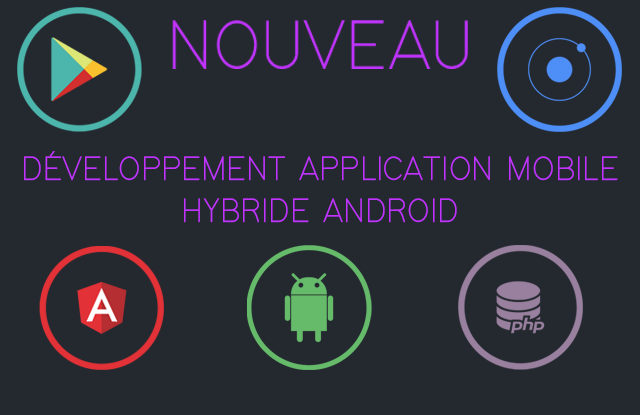 NOUVEAU
DÉVELOPPEMENT APPLICATION MOBILE
HYBRIDE ANDROID
A
php